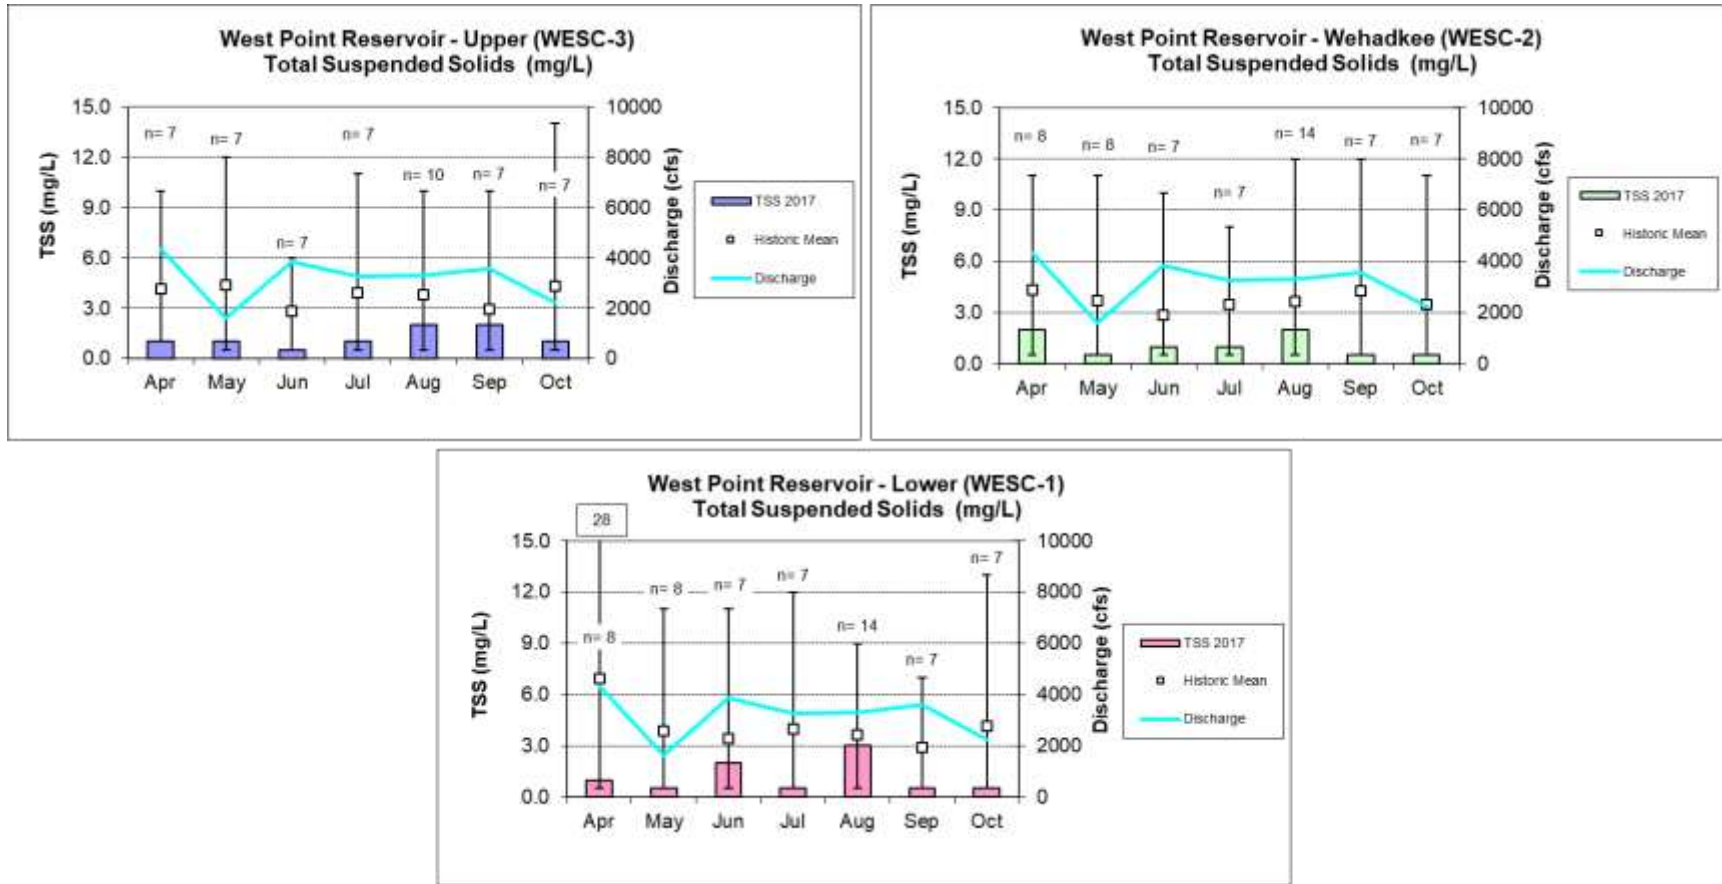 West Point Reservoir - Upper (WESC-3)
Total Suspended Solids (mg/L)
TSS (mg/L)
15.0
12.0
9.0
6.0
3.0
0.0
n= 7
n= 7
n= 7
n= 7
n= 10
n= 7
n= 7
10000
8000
6000
4000
2000
0
Discharge (cfs)
Apr May Jun Jul Aug Sep Oct
TSS 2017
Historic Mean
Discharge
West Point Reservoir - Wehadkee (WESC-2)
Total Suspended Solids (mg/L)
TSS (mg/L)
15.0
12.0
9.0
6.0
3.0
0.0
n= 8
n= 8
n= 7
n= 7
n= 14
n= 7
n= 7
10000
8000
6000
4000
2000
0
Discharge (cfs)
Apr May Jun Jul Aug Sep Oct
TSS 2017
Historic Mean
Discharge
West Point Reservoir - Lower (WESC-1)
Total Suspended Solids (mg/L)
28
TSS (mg/L)
15.0
12.0
9.0
6.0
3.0
0.0
n= 8
n= 8
n= 7
n= 7
n= 14
n= 7
n= 7
10000
8000
6000
4000
2000
0
Discharge (cfs)
Apr May Jun Jul Aug Sep Oct
TSS 2017
Historic Mean
Discharge